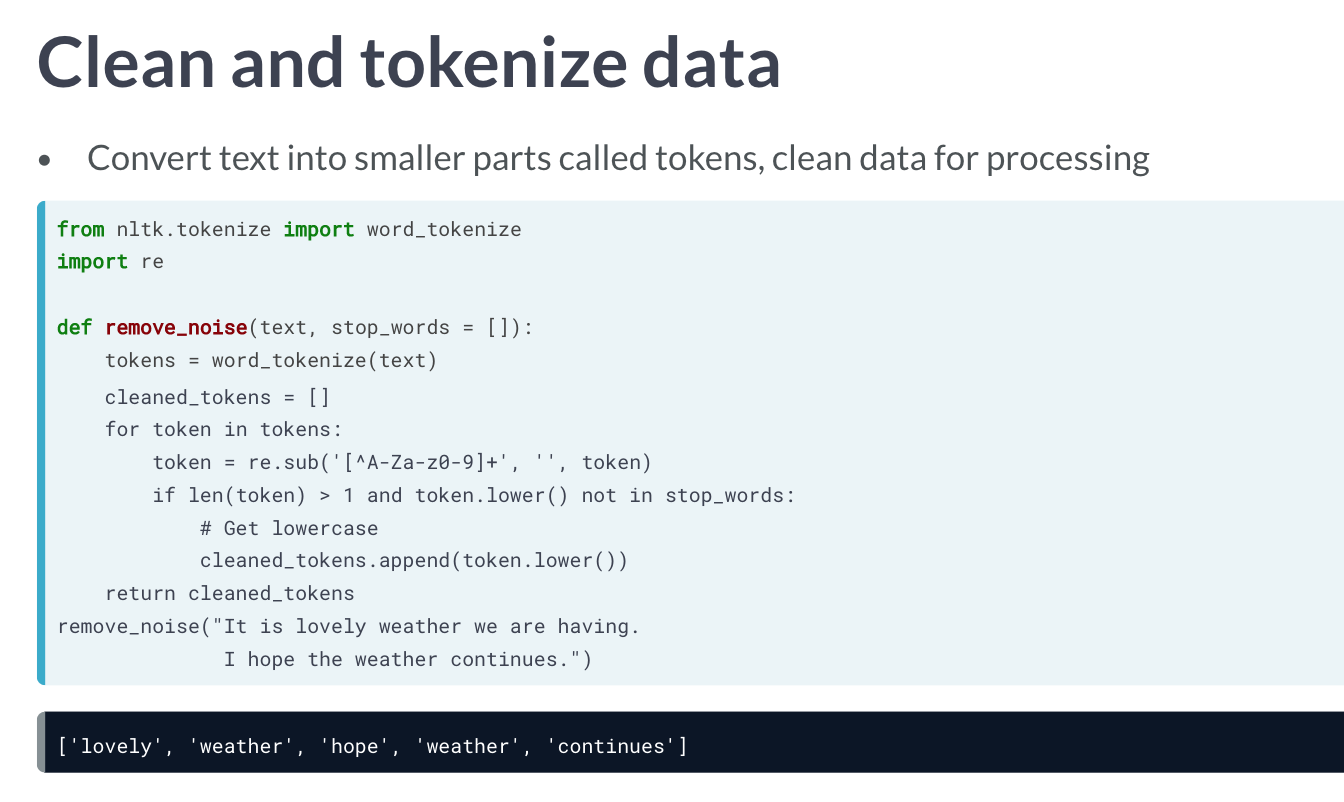 Clean and tokenize data
• Convert text into smaller parts called tokens, clean data for processing
from nltk.tokenize import word_tokenize
import re
def remove_noise(text, stop_words = []):
    tokens = word_tokenize(text)
    cleaned_tokens = []
    for token in tokens:
        token = re.sub('[^A-Za-z0-9]+', '', token)
        if len(token) > 1 and token.lower() not in stop_words:
            # Get lowercase
            cleaned_tokens.append(token.lower())
    return cleaned_tokens
remove_noise("It is lovely weather we are having.
              I hope the weather continues.")
['lovely', 'weather', 'hope', 'weather', 'continues']